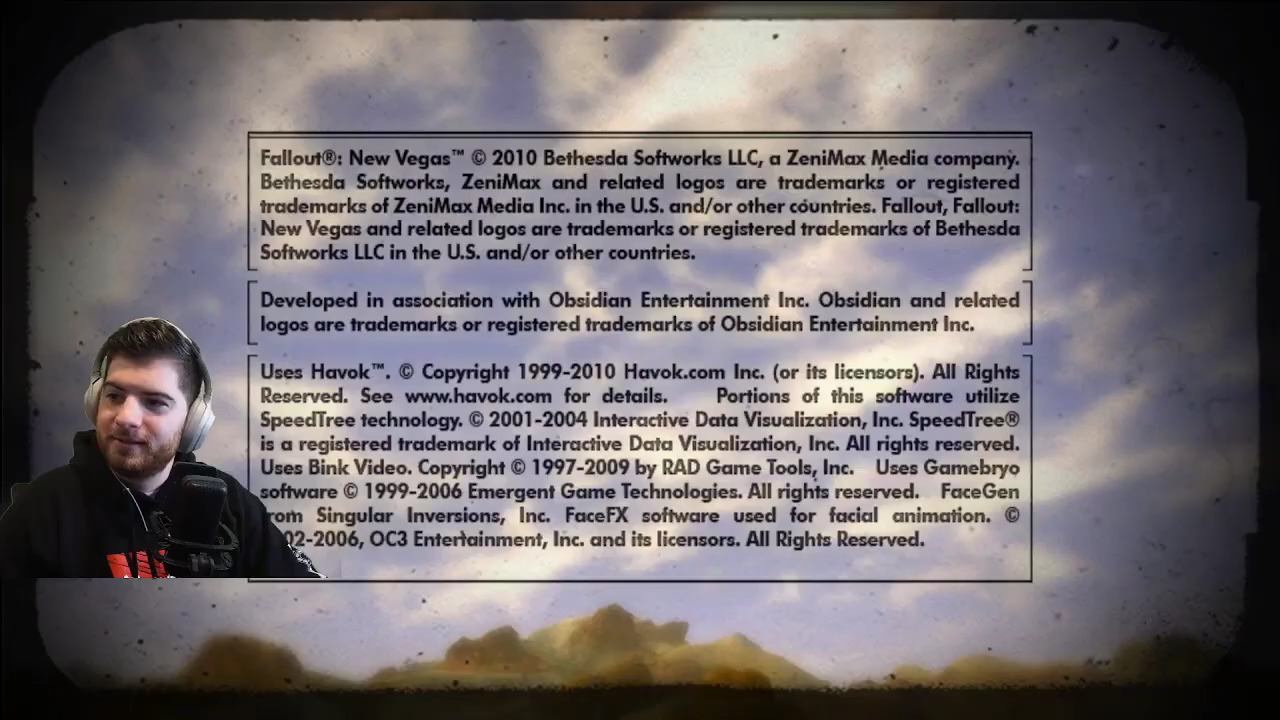 Fallout®: New Vegas™ © 2010 Bethesda Softworks LLC, a ZeniMax Media company.
Bethesda Softworks, ZeniMax and related logos are trademarks or registered
trademarks of ZeniMax Media Inc. in the U.S. and/or other countries. Fallout, Fallout:
New Vegas and related logos are trademarks or registered trademarks of Bethesda
Softworks LLC in the U.S. and/or other countries.
Developed in association with Obsidian Entertainment Inc. Obsidian and related
logos are trademarks or registered trademarks of Obsidian Entertainment Inc.
Uses Havok™. © Copyright 1999-2010 Havok.com Inc. (or its licensors). All Rights
Reserved. See www.havok.com for details. Portions of this software utilize
SpeedTree technology. © 2001-2004 Interactive Data Visualization, Inc. SpeedTree®
is a registered trademark of Interactive Data Visualization, Inc. All rights reserved.
Uses Bink Video. Copyright © 1997-2009 by RAD Game Tools, Inc. Uses Gamebryo
software © 1999-2006 Emergent Game Technologies. All rights reserved. FaceGen
from Singular Inversions, Inc. FaceFX software used for facial animation. ©
02-2006, OC3 Entertainment, Inc. and its licensors. All Rights Reserved.